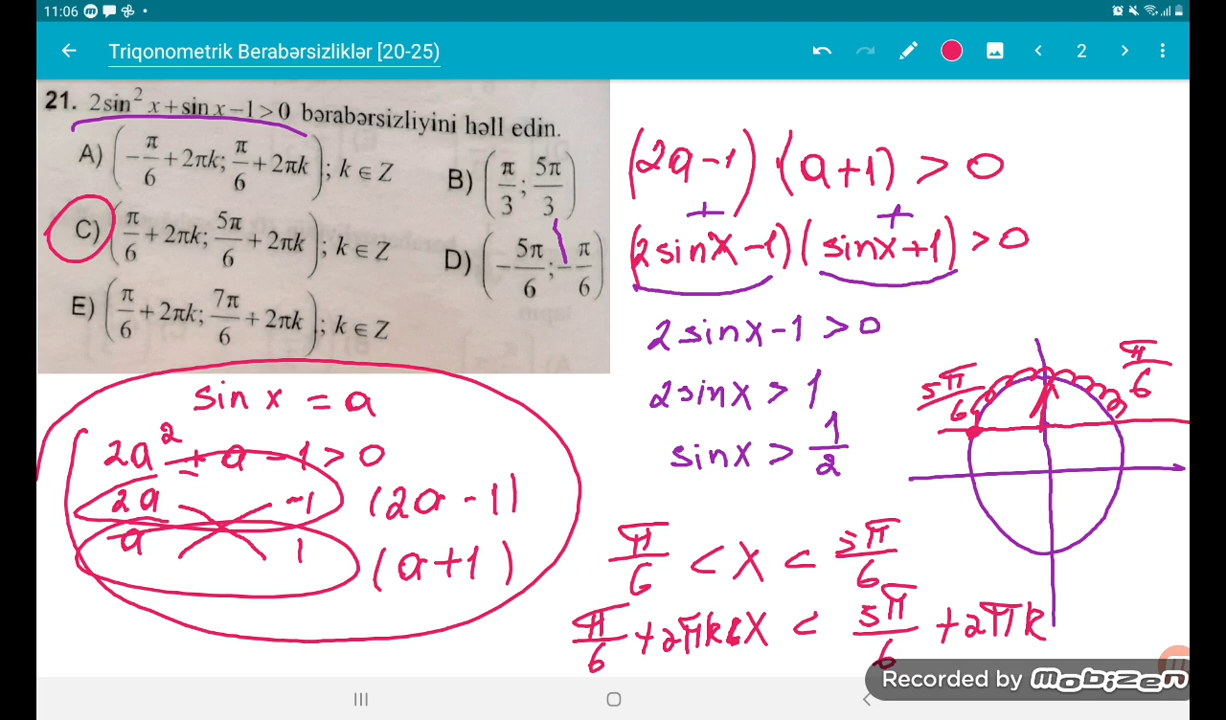 11:06
Triqonometrik Berabərsizliklər [20-25]
2
21. 2sin² x+sin x−1>0 bərabərsizliyini həll edin.
A) (−π/6+2πk; π/6+2πk); k∈Z
B) (π/3; 5π/3)
C) (π/6+2πk; 5π/6+2πk); k∈Z
D) (−5π/6; −π/6)
E) (π/6+2πk; 7π/6+2πk); k∈Z
sin x = a
2a²+a−1>0
2a −1 (2a−1)
a 1 (a+1)
(2a−1)(a+1)>0
+ +
(2sinx−1)(sinx+1)>0
2sinx−1>0
2sinx>1
sinx>1/2
5π/6 π/6
π/6<x<5π/6
π/6+2πk<x<5π/6+2πk
Recorded by mobizen